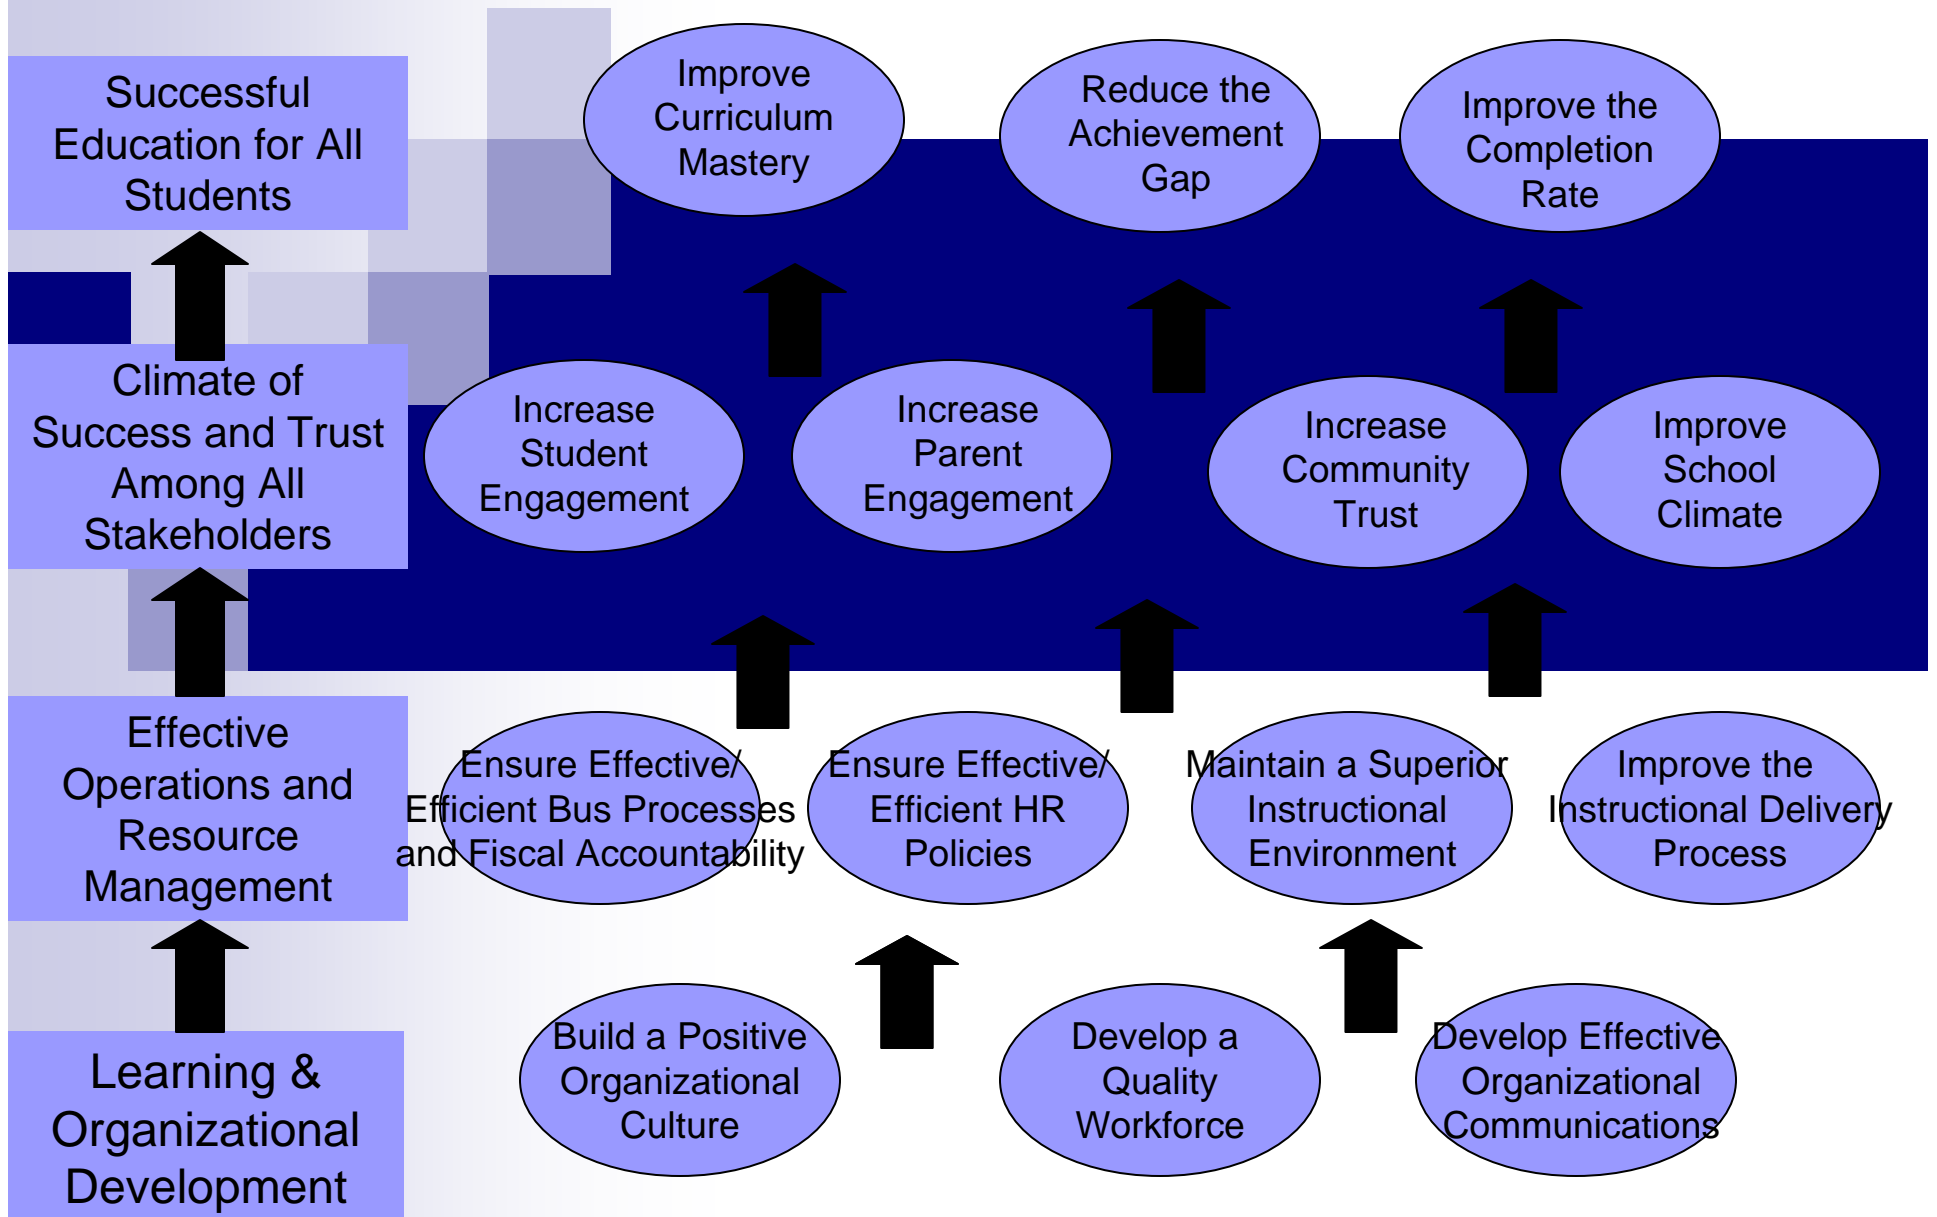 Successful
Education for All
Students
Improve
Curriculum
Mastery
Reduce the
Achievement
Gap
Improve the
Completion
Rate
Climate of
Success and Trust
Among All
Stakeholders
Increase
Student
Engagement
Increase
Parent
Engagement
Increase
Community
Trust
Improve
School
Climate
Effective
Operations and
Resource
Management
Ensure Effective/
Efficient Bus Processes
and Fiscal Accountability
Ensure Effective/
Efficient HR
Policies
Maintain a Superior
Instructional
Environment
Improve the
Instructional Delivery
Process
Learning &
Organizational
Development
Build a Positive
Organizational
Culture
Develop a
Quality
Workforce
Develop Effective
Organizational
Communications